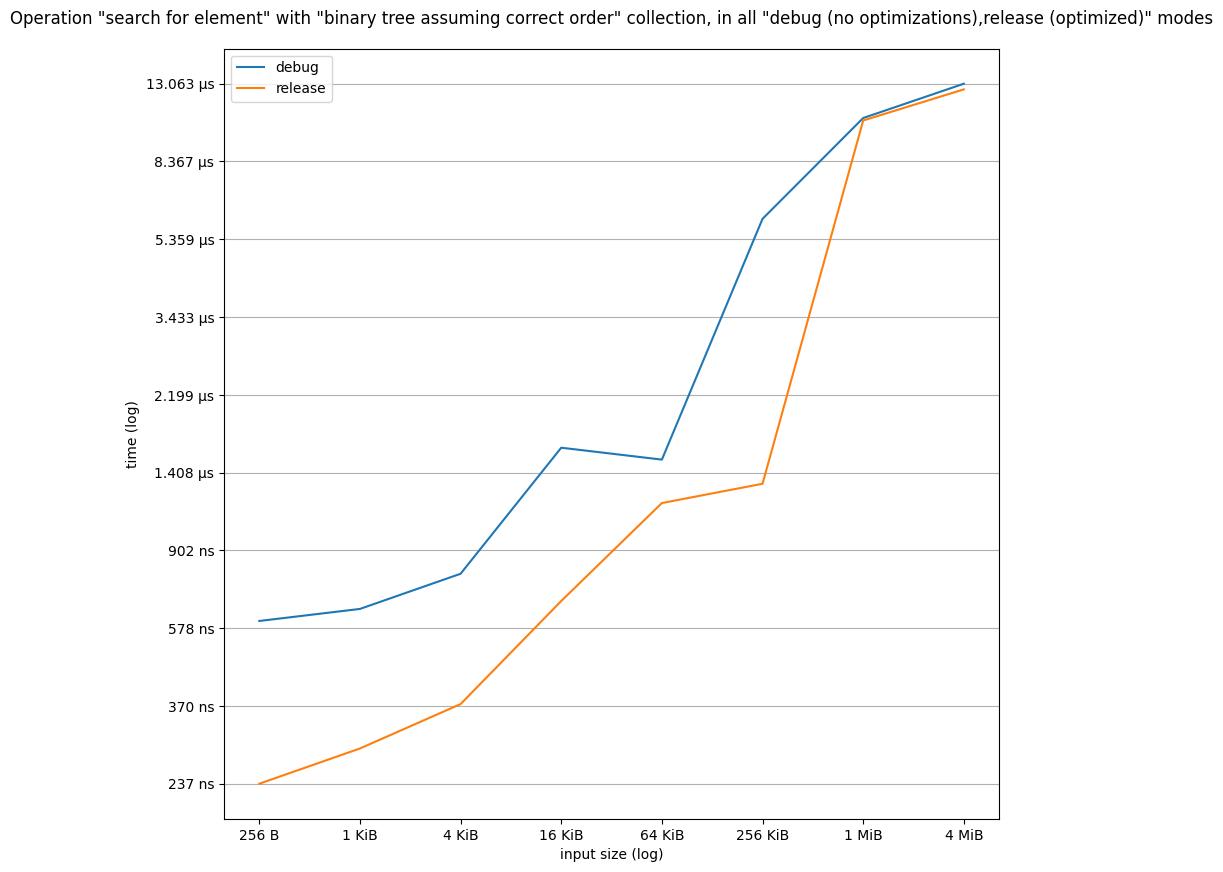 Operation "search for element" with "binary tree assuming correct order" collection, in all "debug (no optimizations),release (optimized)" modes
debug
release
13.063 µs
8.367 µs
5.359 µs
3.433 µs
2.199 µs
1.408 µs
902 ns
578 ns
370 ns
237 ns
time (log)
256 B 1 KiB 4 KiB 16 KiB 64 KiB 256 KiB 1 MiB 4 MiB
input size (log)